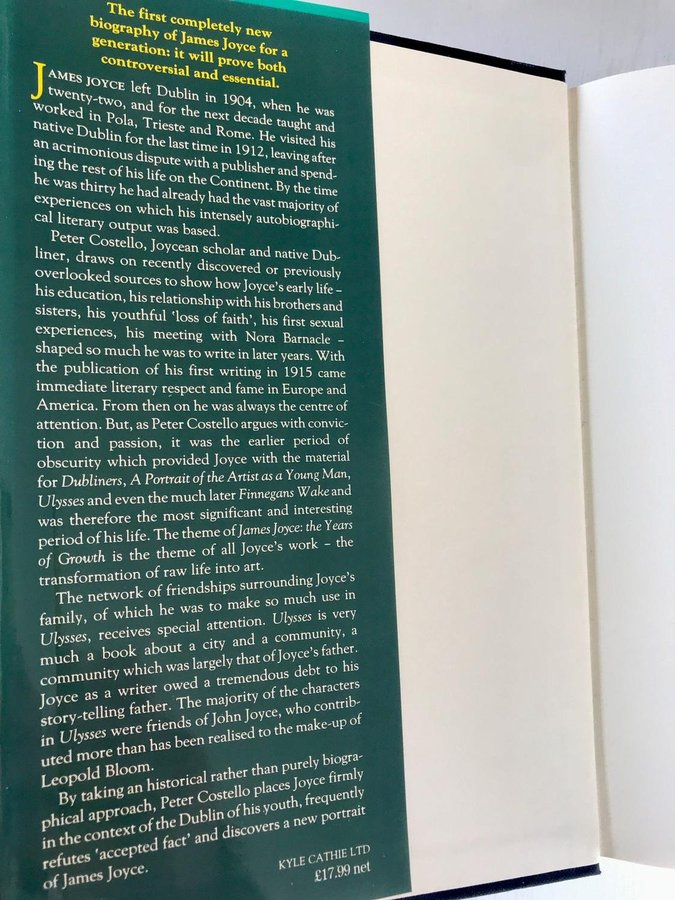 The first completely new
biography of James Joyce for a
generation: it will prove both
controversial and essential.
JAMES JOYCE left Dublin in 1904, when he was
twenty-two, and for the next decade taught and
worked in Pola, Trieste and Rome. He visited his
native Dublin for the last time in 1912, leaving after
an acrimonious dispute with a publisher and spend-
ing the rest of his life on the Continent. By the time
he was thirty he had already had the vast majority of
experiences on which his intensely autobiographi-
cal literary output was based.
Peter Costello, Joycean scholar and native Dub-
liner, draws on recently discovered or previously
overlooked sources to show how Joyce's early life –
his education, his relationship with his brothers and
sisters, his youthful 'loss of faith', his first sexual
experiences, his meeting with Nora Barnacle –
shaped so much he was to write in later years. With
the publication of his first writing in 1915 came
immediate literary respect and fame in Europe and
America. From then on he was always the centre of
attention. But, as Peter Costello argues with convic-
tion and passion, it was the earlier period of
obscurity which provided Joyce with the material
for Dubliners, A Portrait of the Artist as a Young Man,
Ulysses and even the much later Finnegans Wake and
was therefore the most significant and interesting
period of his life. The theme of James Joyce: the Years
of Growth is the theme of all Joyce's work – the
transformation of raw life into art.
The network of friendships surrounding Joyce's
family, of which he was to make so much use in
Ulysses, receives special attention. Ulysses is very
much a book about a city and a community, a
community which was largely that of Joyce's father.
Joyce as a writer owed a tremendous debt to his
story-telling father. The majority of the characters
in Ulysses were friends of John Joyce, who contrib-
uted more than has been realised to the make-up of
Leopold Bloom.
By taking an historical rather than purely biogra-
phical approach, Peter Costello places Joyce firmly
in the context of the Dublin of his youth, frequently
refutes 'accepted fact' and discovers a new portrait
of James Joyce.
KYLE CATHIE LTD
£17.99 net